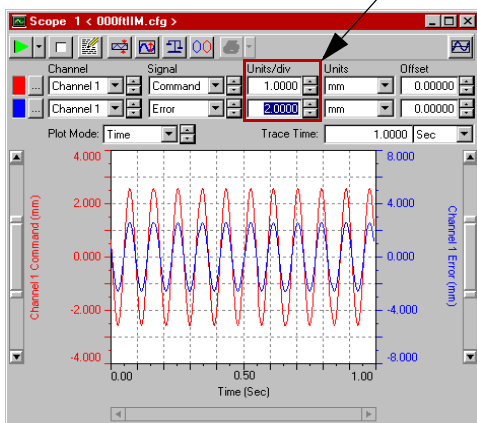 Scope 1 < 000ftIIM.cfg >
Channel Signal Units/div Units Offset
... Channel 1 Command 1.0000 mm 0.00000
... Channel 1 Error 2.0000 mm 0.00000
Plot Mode: Time Trace Time: 1.0000 Sec
4.000 8.000
2.000 4.000
0.000 0.000
-2.000 -4.000
-4.000 -8.000
Channel 1 Command (mm)
Channel 1 Error (mm)
0.00 0.50 1.00
Time (Sec)